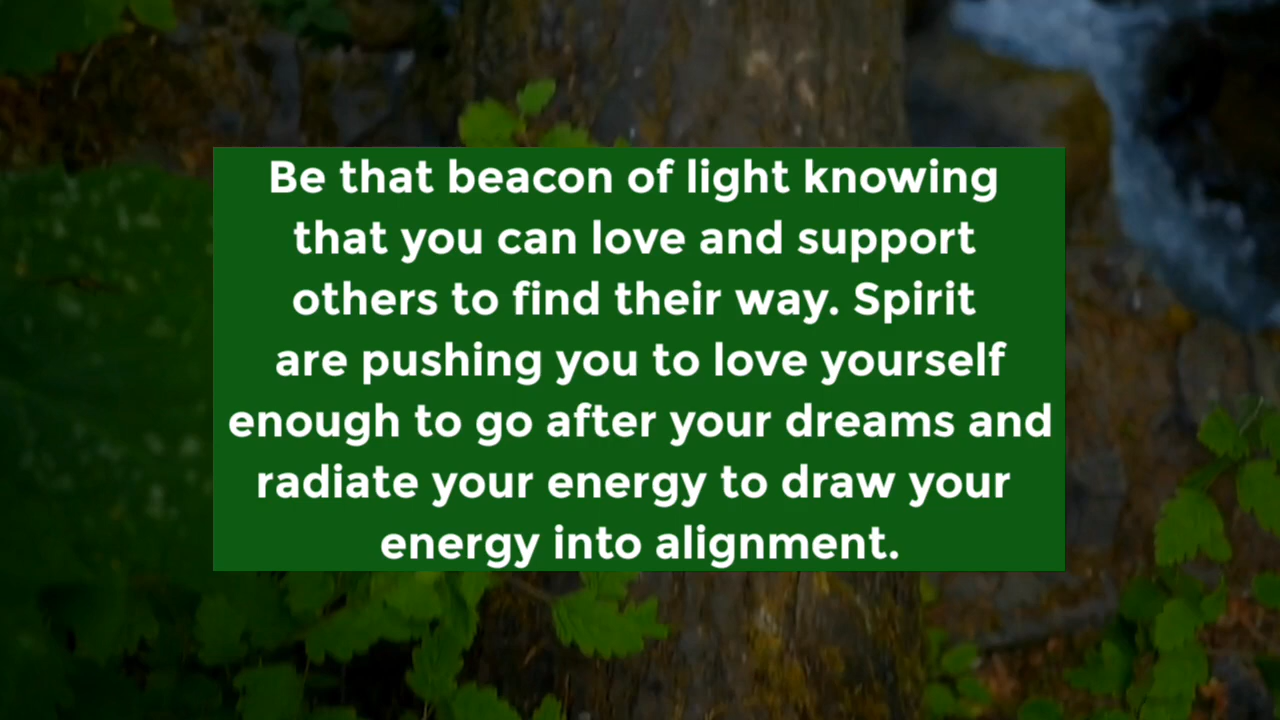 Be that beacon of light knowing
that you can love and support
others to find their way. Spirit
are pushing you to love yourself
enough to go after your dreams and
radiate your energy to draw your
energy into alignment.